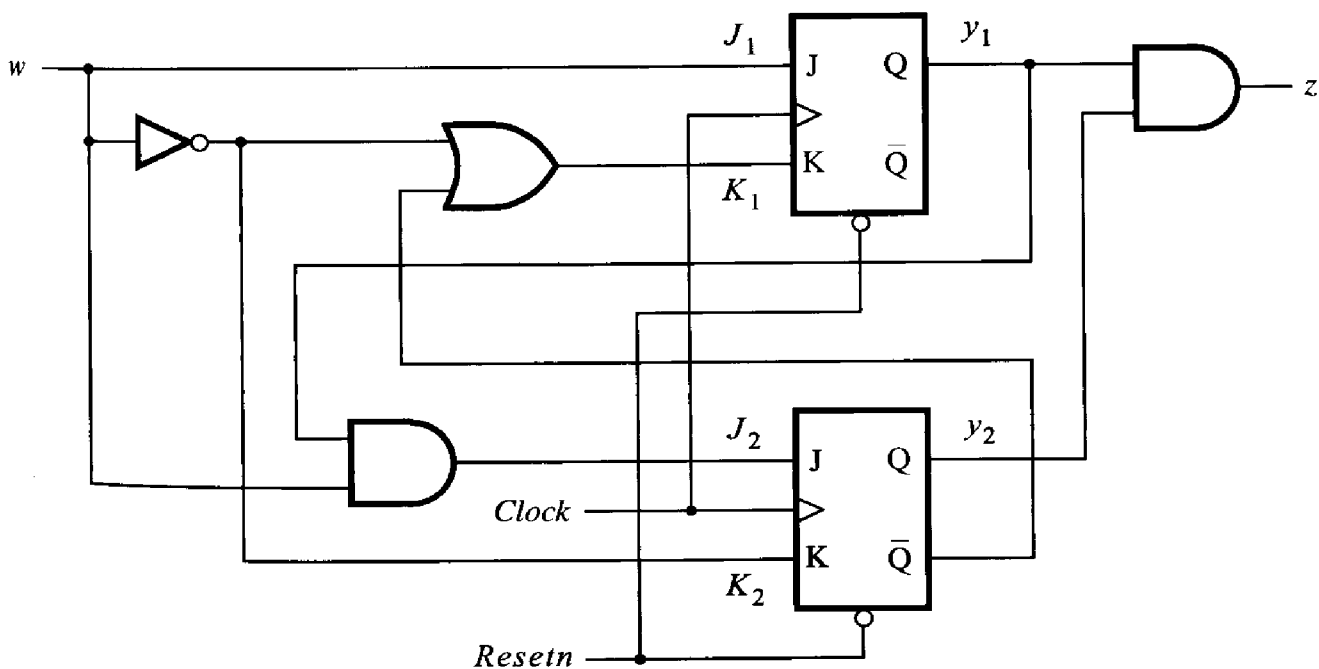 J₁ y₁
w J Q z
K Q̅
K₁
J₂ y₂
J Q
Clock
K Q̅
K₂
Resetn